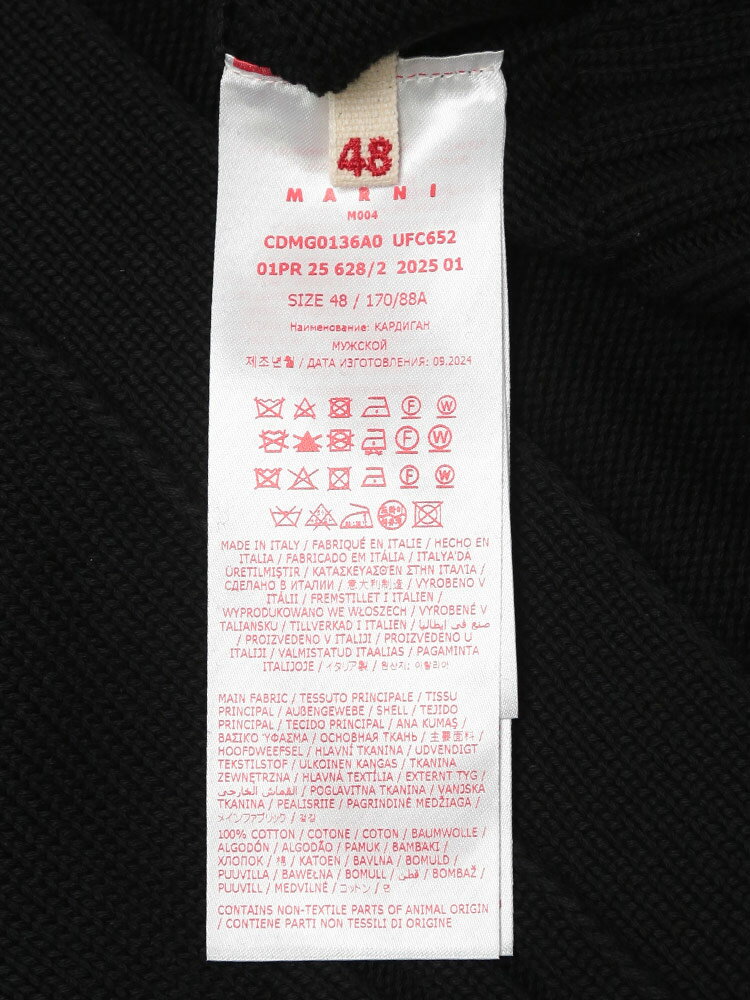 48
MARNI
M004
CDMG0136A0 UFC652
01PR 25 628/2 2025 01
SIZE 48 / 170/88A
Наименование: КАРДИГАН
МУЖСКОЙ
제조년월 / ДАТА ИЗГОТОВЛЕНИЯ: 09.2024
F W
F W
F W
MADE IN ITALY / FABRIQUÉ EN ITALIE / HECHO EN
ITALIA / FABRICADO EM ITÁLIA / ITALYA'DA
ÜRETILMIŞTIR / ΚΑΤΑΣΚΕΥΑΣΘΕΝ ΣΤΗΝ ΙΤΑΛΙΑ /
СДЕЛАНО В ИТАЛИИ / 意大利制造 / VYROBENO V
ITÁLII / FREMSTILLET I ITALIEN /
WYPRODUKOWANO WE WŁOSZECH / VYROBENÉ V
TALIANSKU / TILLVERKAD I ITALIEN / صنع في ايطاليا
/ PROIZVEDENO V ITALIJI / PROIZVEDENO U
ITALIJI / VALMISTATUD ITAALIAS / PAGAMINTA
ITALIJOJE / イタリア製 / 원산지: 이탈리아
MAIN FABRIC / TESSUTO PRINCIPALE / TISSU
PRINCIPAL / AUßENGEWEBE / SHELL / TEJIDO
PRINCIPAL / TECIDO PRINCIPAL / ANA KUMAŞ /
ΒΑΣΙΚΟ ΎΦΑΣΜΑ / ОСНОВНАЯ ТКАНЬ / 主要面料 /
HOOFDWEEFSEL / HLAVNÍ TKANINA / UDVENDIGT
TEKSTILSTOF / ULKOINEN KANGAS / TKANINA
ZEWNĘTRZNA / HLAVNÁ TEXTÍLIA / EXTERNT TYG /
القماش الخارجي / POGLAVITNA TKANINA / VANJSKA
TKANINA / PEALISRIIE / PAGRINDINĖ MEDŽIAGA /
メインファブリック / 겉감
100% COTTON / COTONE / COTON / BAUMWOLLE /
ALGODÓN / ALGODÃO / PAMUK / BAMBAKI /
ХЛОПОК / 棉 / KATOEN / BAVLNA / BOMULD /
PUUVILLA / BAWEŁNA / BOMULL / قطن / BOMBAŽ /
PUUVILL / MEDVILNĖ / コットン / 면
CONTAINS NON-TEXTILE PARTS OF ANIMAL ORIGIN
/ CONTIENE PARTI NON TESSILI DI ORIGINE